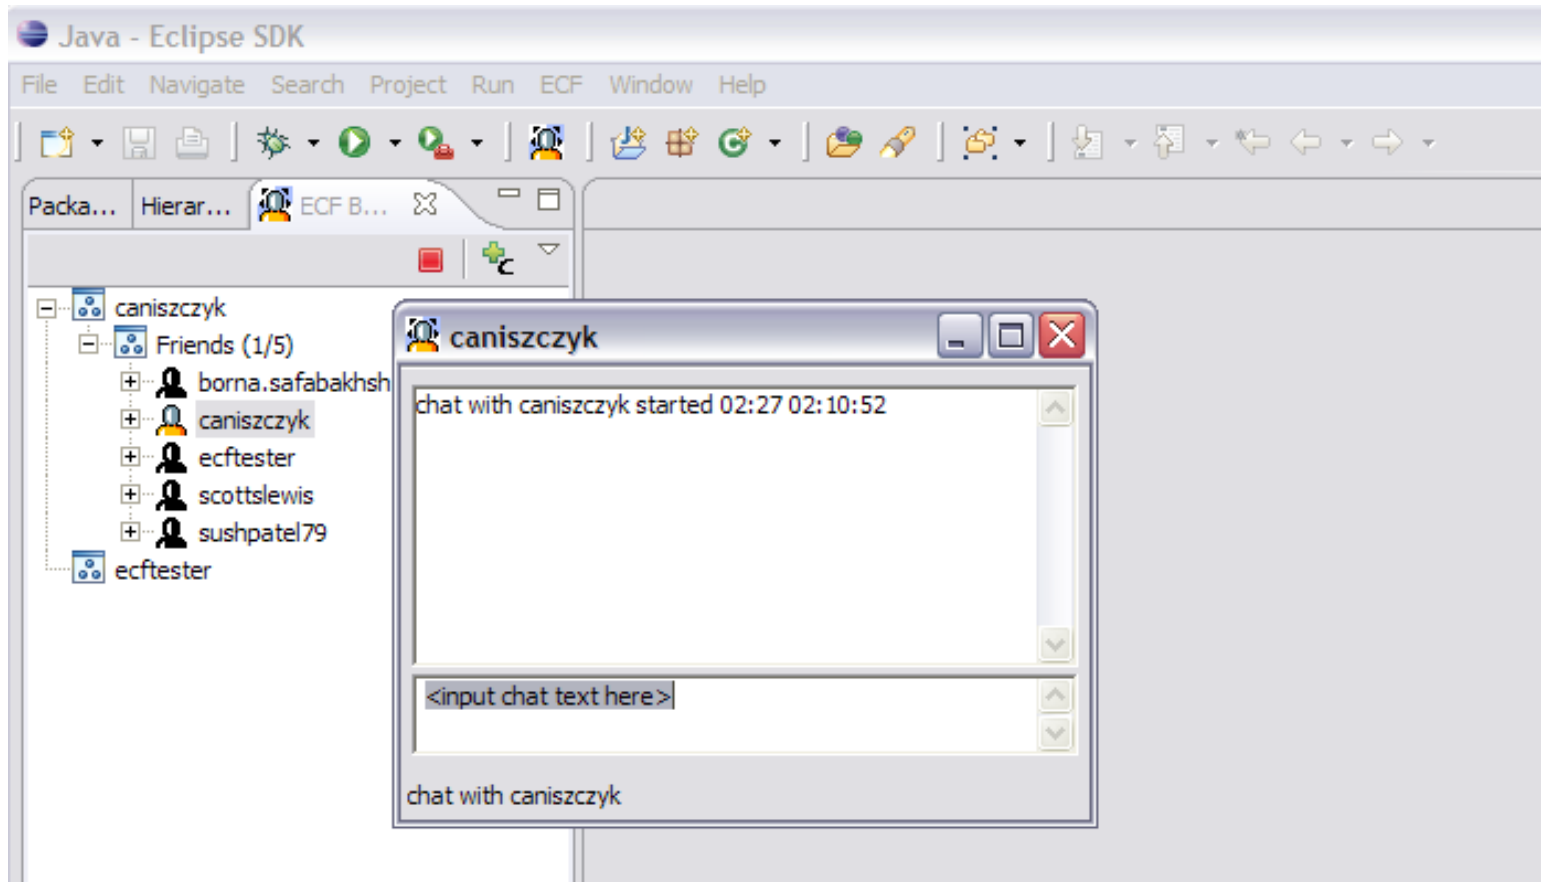 Java - Eclipse SDK
File Edit Navigate Search Project Run ECF Window Help
Packa... Hierar... ECF B...
caniszczyk
Friends (1/5)
borna.safabakhsh
caniszczyk
ecftester
scottslewis
sushpatel79
ecftester
caniszczyk
chat with caniszczyk started 02:27 02:10:52
<input chat text here>
chat with caniszczyk